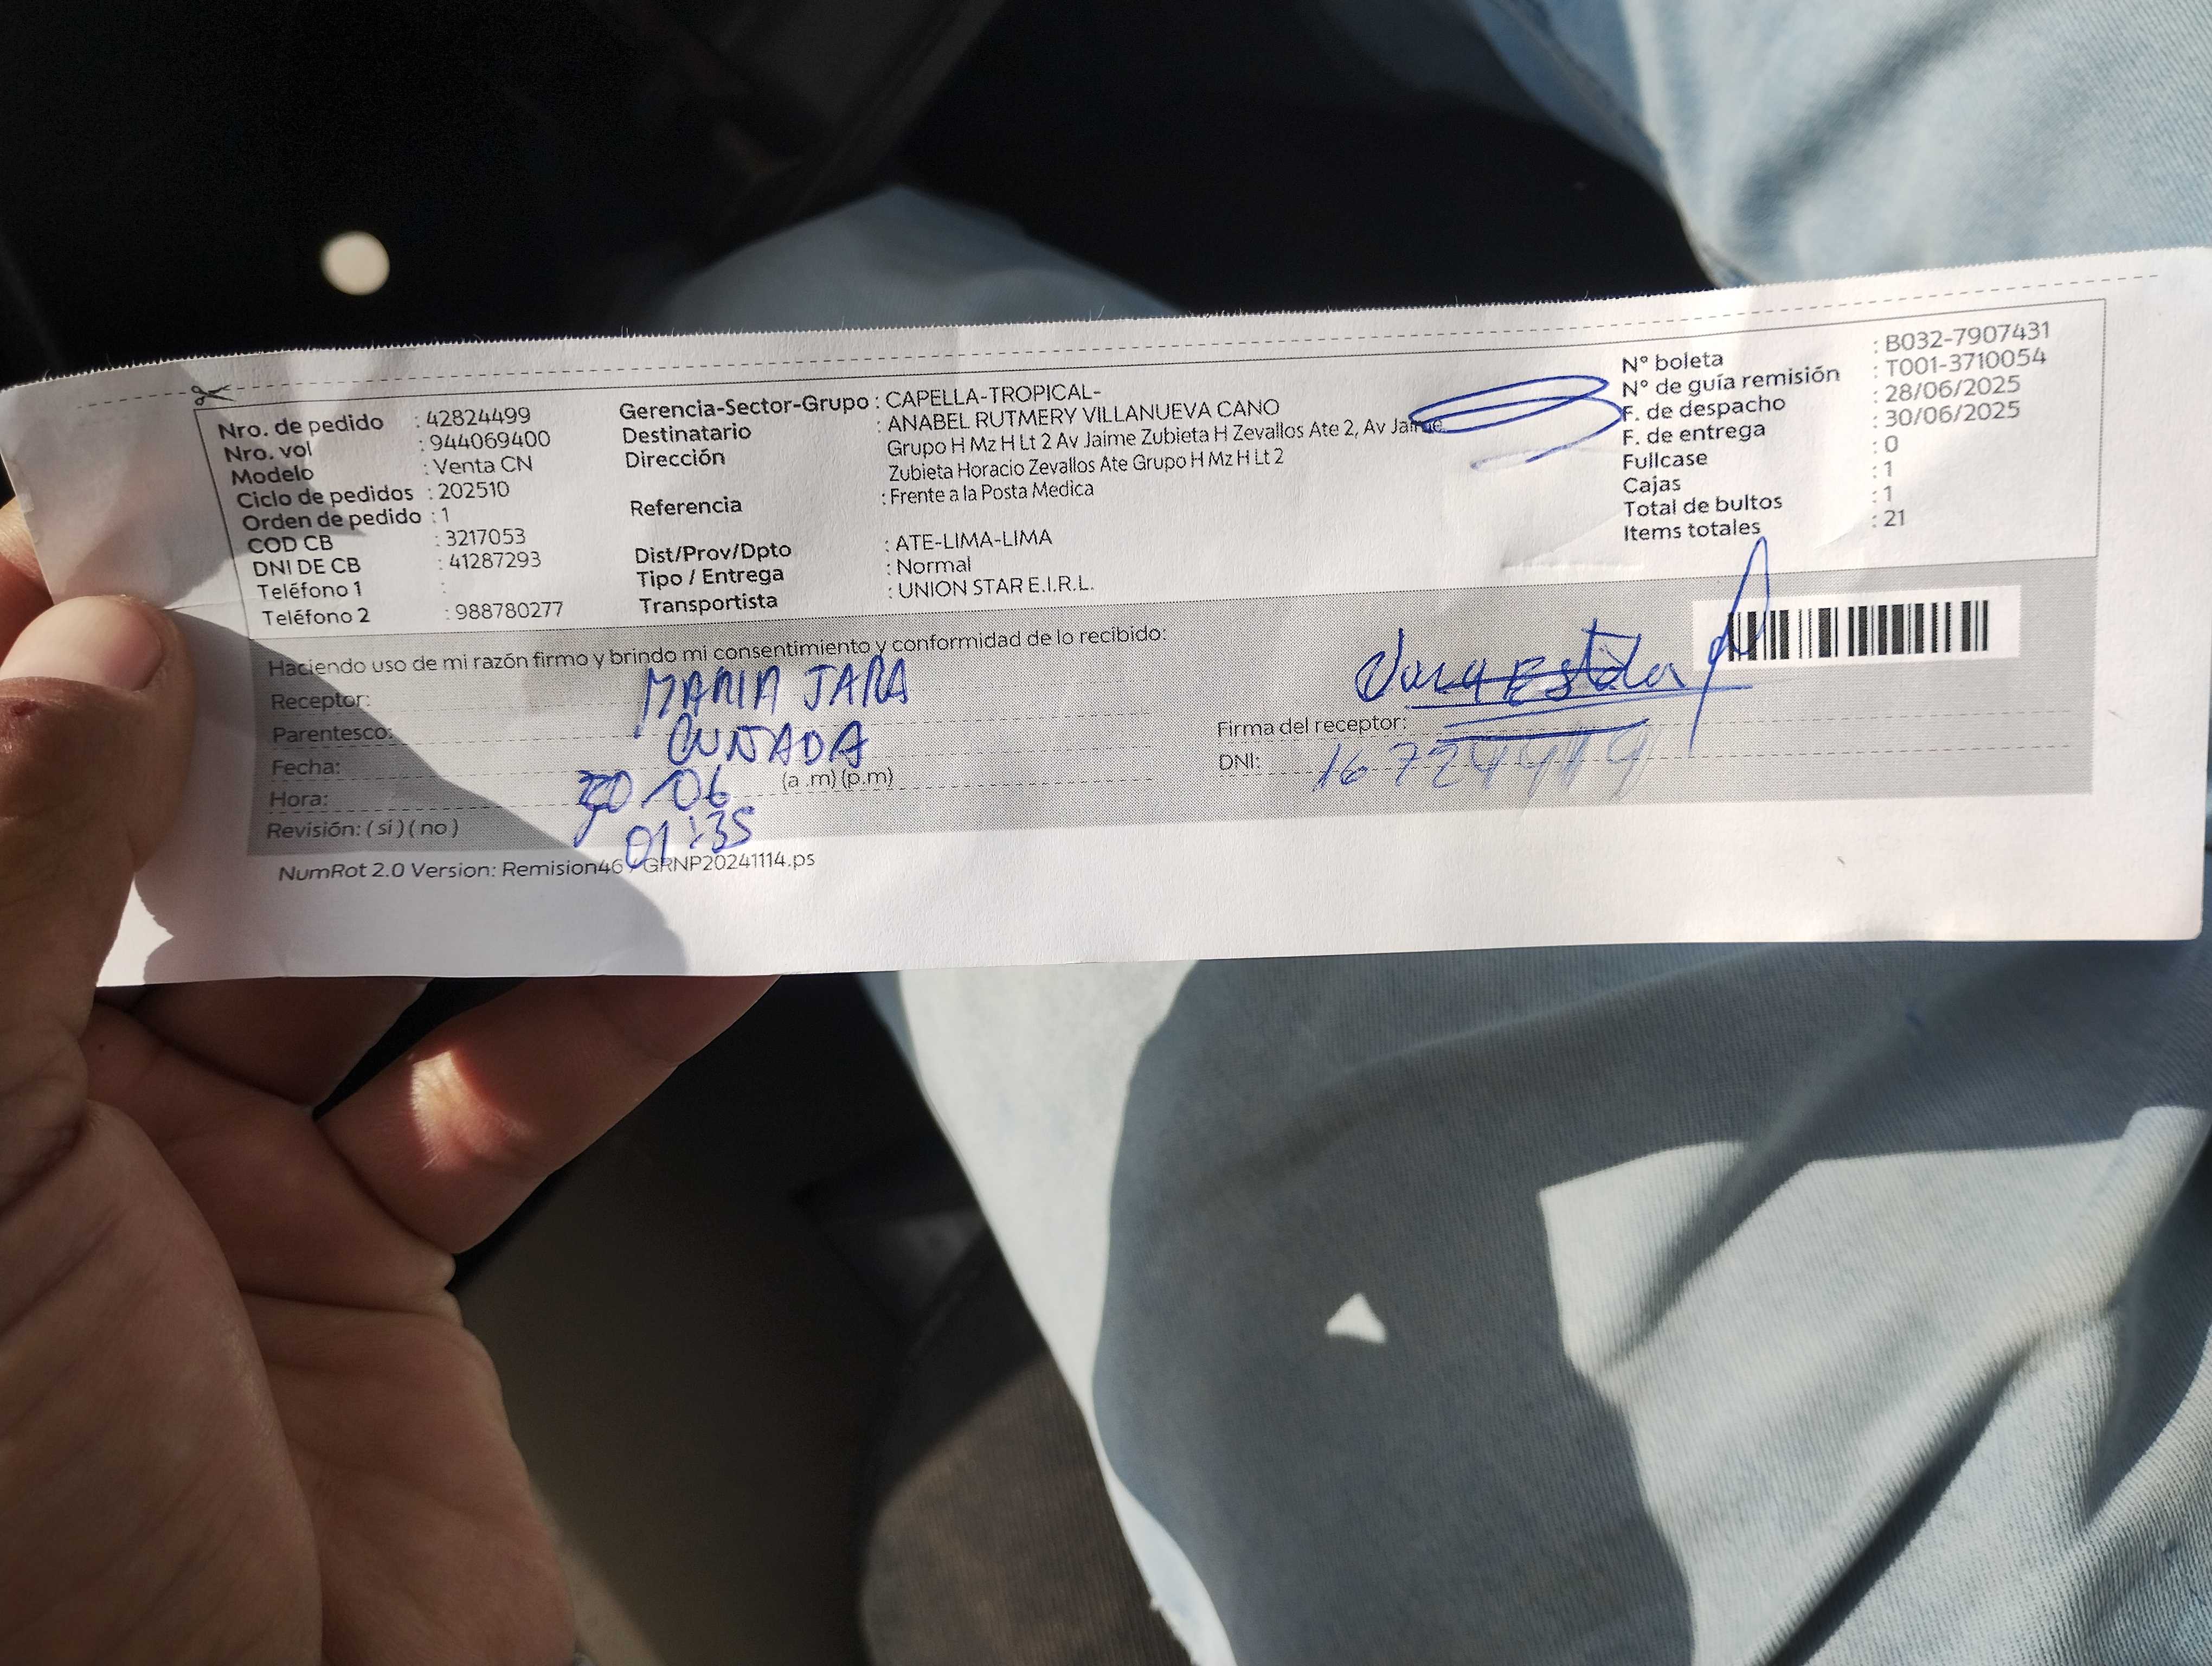 Nro. de pedido : 42824499
Nro. vol : 944069400
Modelo : Venta CN
Ciclo de pedidos : 202510
Orden de pedido : 1
COD CB : 3217053
DNI DE CB : 41287293
Teléfono 1 :
Teléfono 2 : 988780277
Gerencia-Sector-Grupo : CAPELLA-TROPICAL-
Destinatario : ANABEL RUTMERY VILLANUEVA CANO
Dirección Grupo H Mz H Lt 2 Av Jaime Zubieta H Zevallos Ate 2, Av Jaime
Zubieta Horacio Zevallos Ate Grupo H Mz H Lt 2
Referencia : Frente a la Posta Medica
Dist/Prov/Dpto : ATE-LIMA-LIMA
Tipo / Entrega : Normal
Transportista : UNION STAR E.I.R.L.
N° boleta : B032-7907431
N° de guía remisión : T001-3710054
F. de despacho : 28/06/2025
F. de entrega : 30/06/2025
Fullcase : 0
Cajas : 1
Total de bultos : 1
Items totales : 21
Haciendo uso de mi razón firmo y brindo mi consentimiento y conformidad de lo recibido:
Receptor: MARIA JARA
Parentesco: CUÑADA
Fecha: 30-06
Hora: 01:35 (a.m) (p.m)
Revisión: ( si ) ( no )
Firma del receptor:
DNI:
NumRot 2.0 Version: Remision46 / GRNP20241114.ps